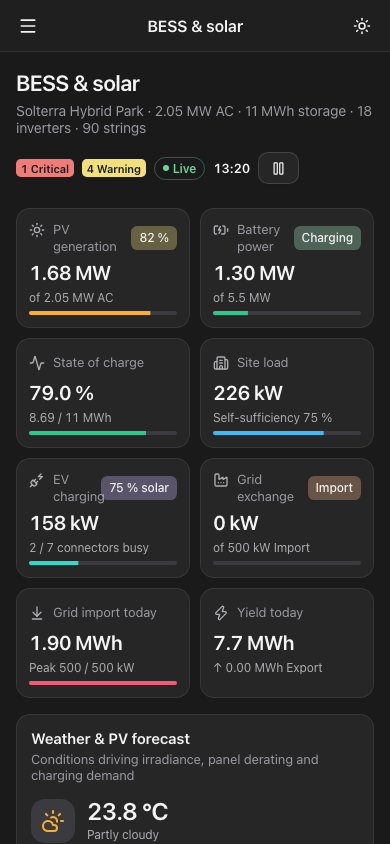 BESS & solar
BESS & solar
Solterra Hybrid Park · 2.05 MW AC · 11 MWh storage · 18
inverters · 90 strings
1 Critical
4 Warning
Live
13:20
PV
generation
82 %
1.68 MW
of 2.05 MW AC
Battery
power
Charging
1.30 MW
of 5.5 MW
State of charge
79.0 %
8.69 / 11 MWh
Site load
226 kW
Self-sufficiency 75 %
EV
charging
75 % solar
158 kW
2 / 7 connectors busy
Grid
exchange
Import
0 kW
of 500 kW Import
Grid import today
1.90 MWh
Peak 500 / 500 kW
Yield today
7.7 MWh
↑ 0.00 MWh Export
Weather & PV forecast
Conditions driving irradiance, panel derating and
charging demand
23.8 °C
Partly cloudy